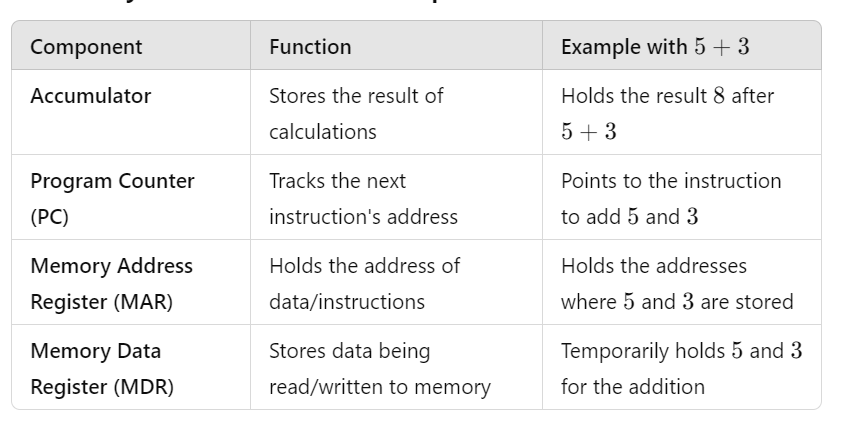 Component Function Example with 5 + 3
Accumulator Stores the result of Holds the result 8 after
calculations 5 + 3
Program Counter Tracks the next Points to the instruction
(PC) instruction's address to add 5 and 3
Memory Address Holds the address of Holds the addresses
Register (MAR) data/instructions where 5 and 3 are stored
Memory Data Stores data being Temporarily holds 5 and 3
Register (MDR) read/written to memory for the addition